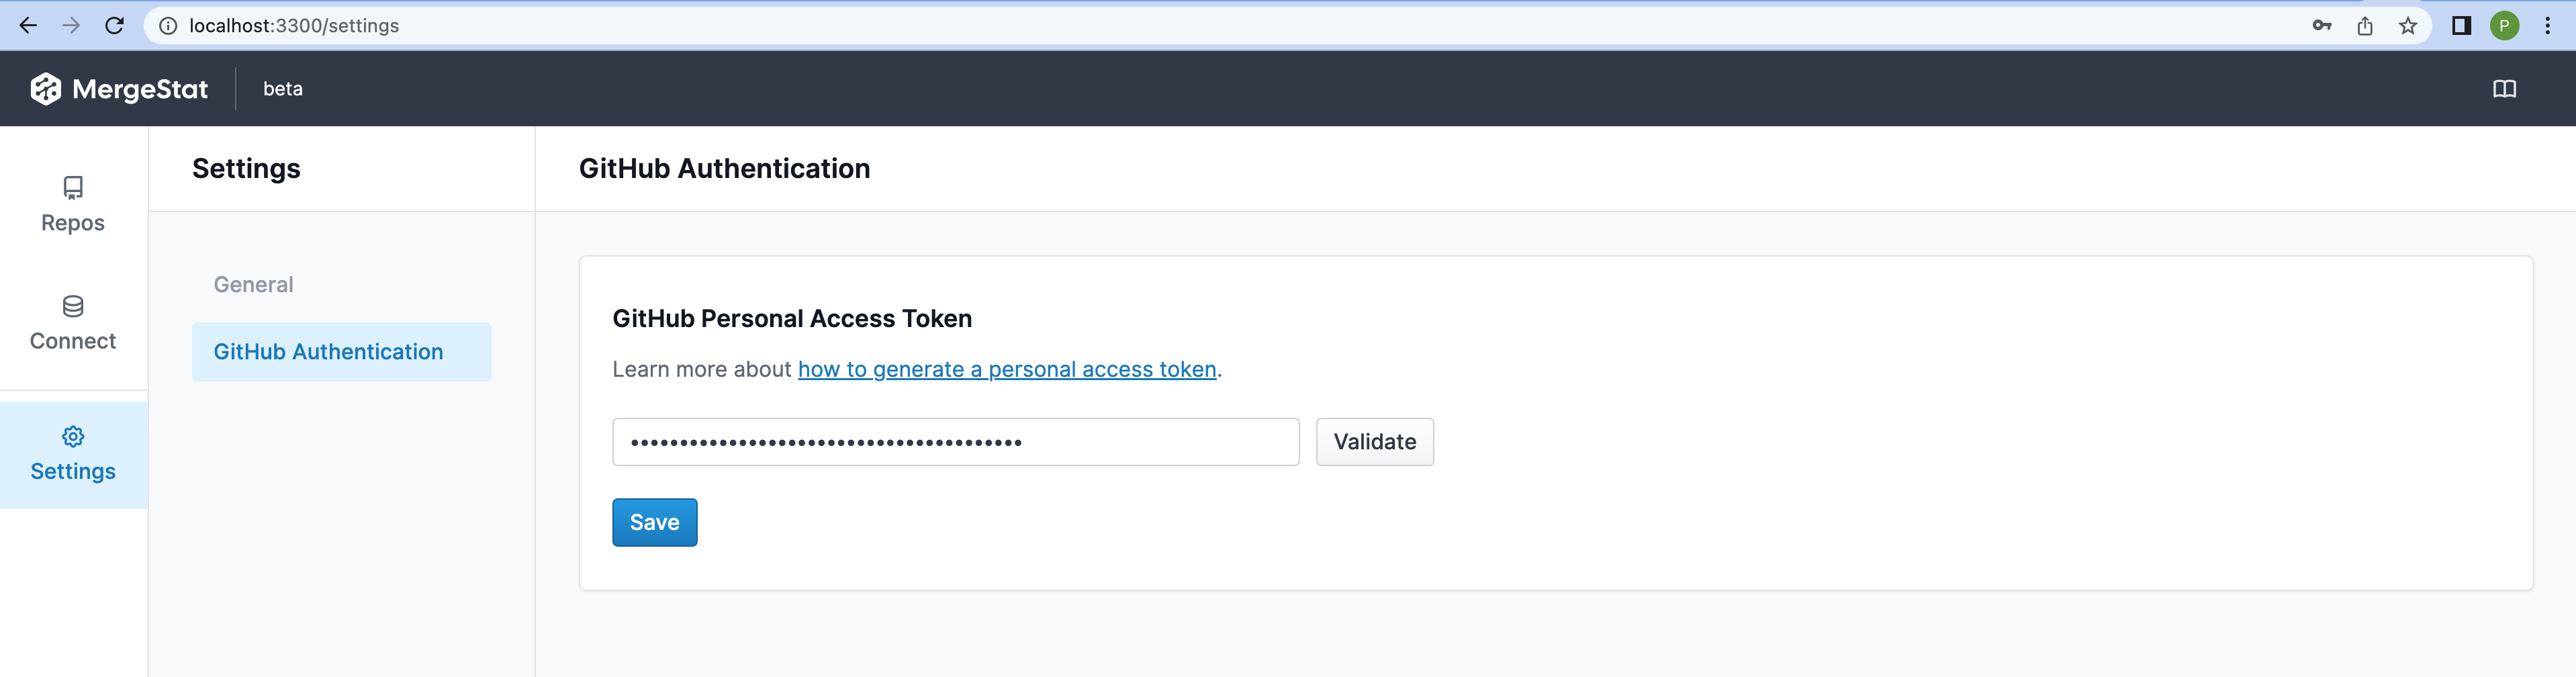 localhost:3300/settings
P
MergeStat
beta
Repos
Connect
Settings
Settings
General
GitHub Authentication
GitHub Authentication
GitHub Personal Access Token
Learn more about how to generate a personal access token.
••••••••••••••••••••••••••••••••••••••••
Validate
Save